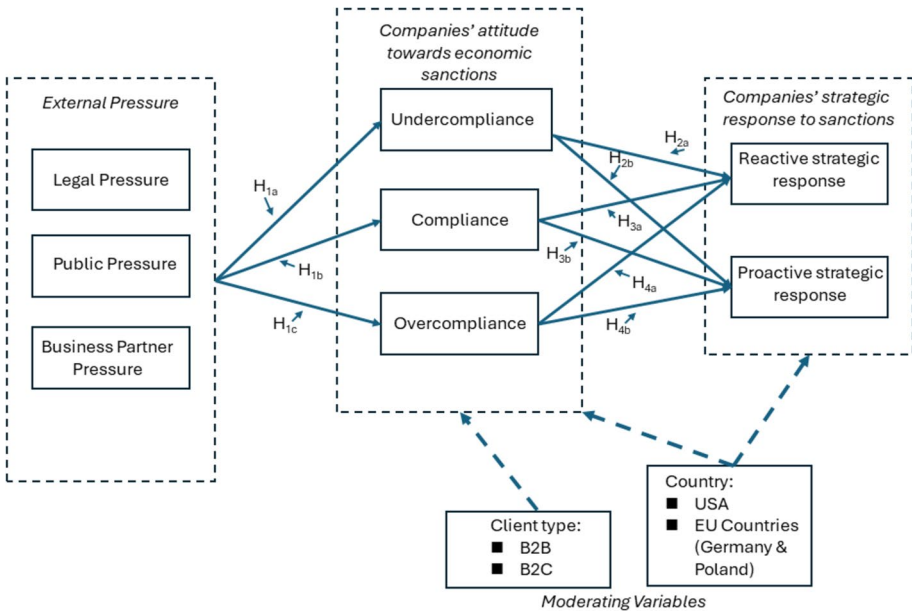 External Pressure
Legal Pressure
Public Pressure
Business Partner
Pressure
H1a
H1b
H1c
Companies' attitude
towards economic
sanctions
Undercompliance
Compliance
Overcompliance
H2a
H2b
H3a
H3b
H4a
H4b
Companies' strategic
response to sanctions
Reactive strategic
response
Proactive strategic
response
Client type:
■ B2B
■ B2C
Country:
■ USA
■ EU Countries
(Germany &
Poland)
Moderating Variables